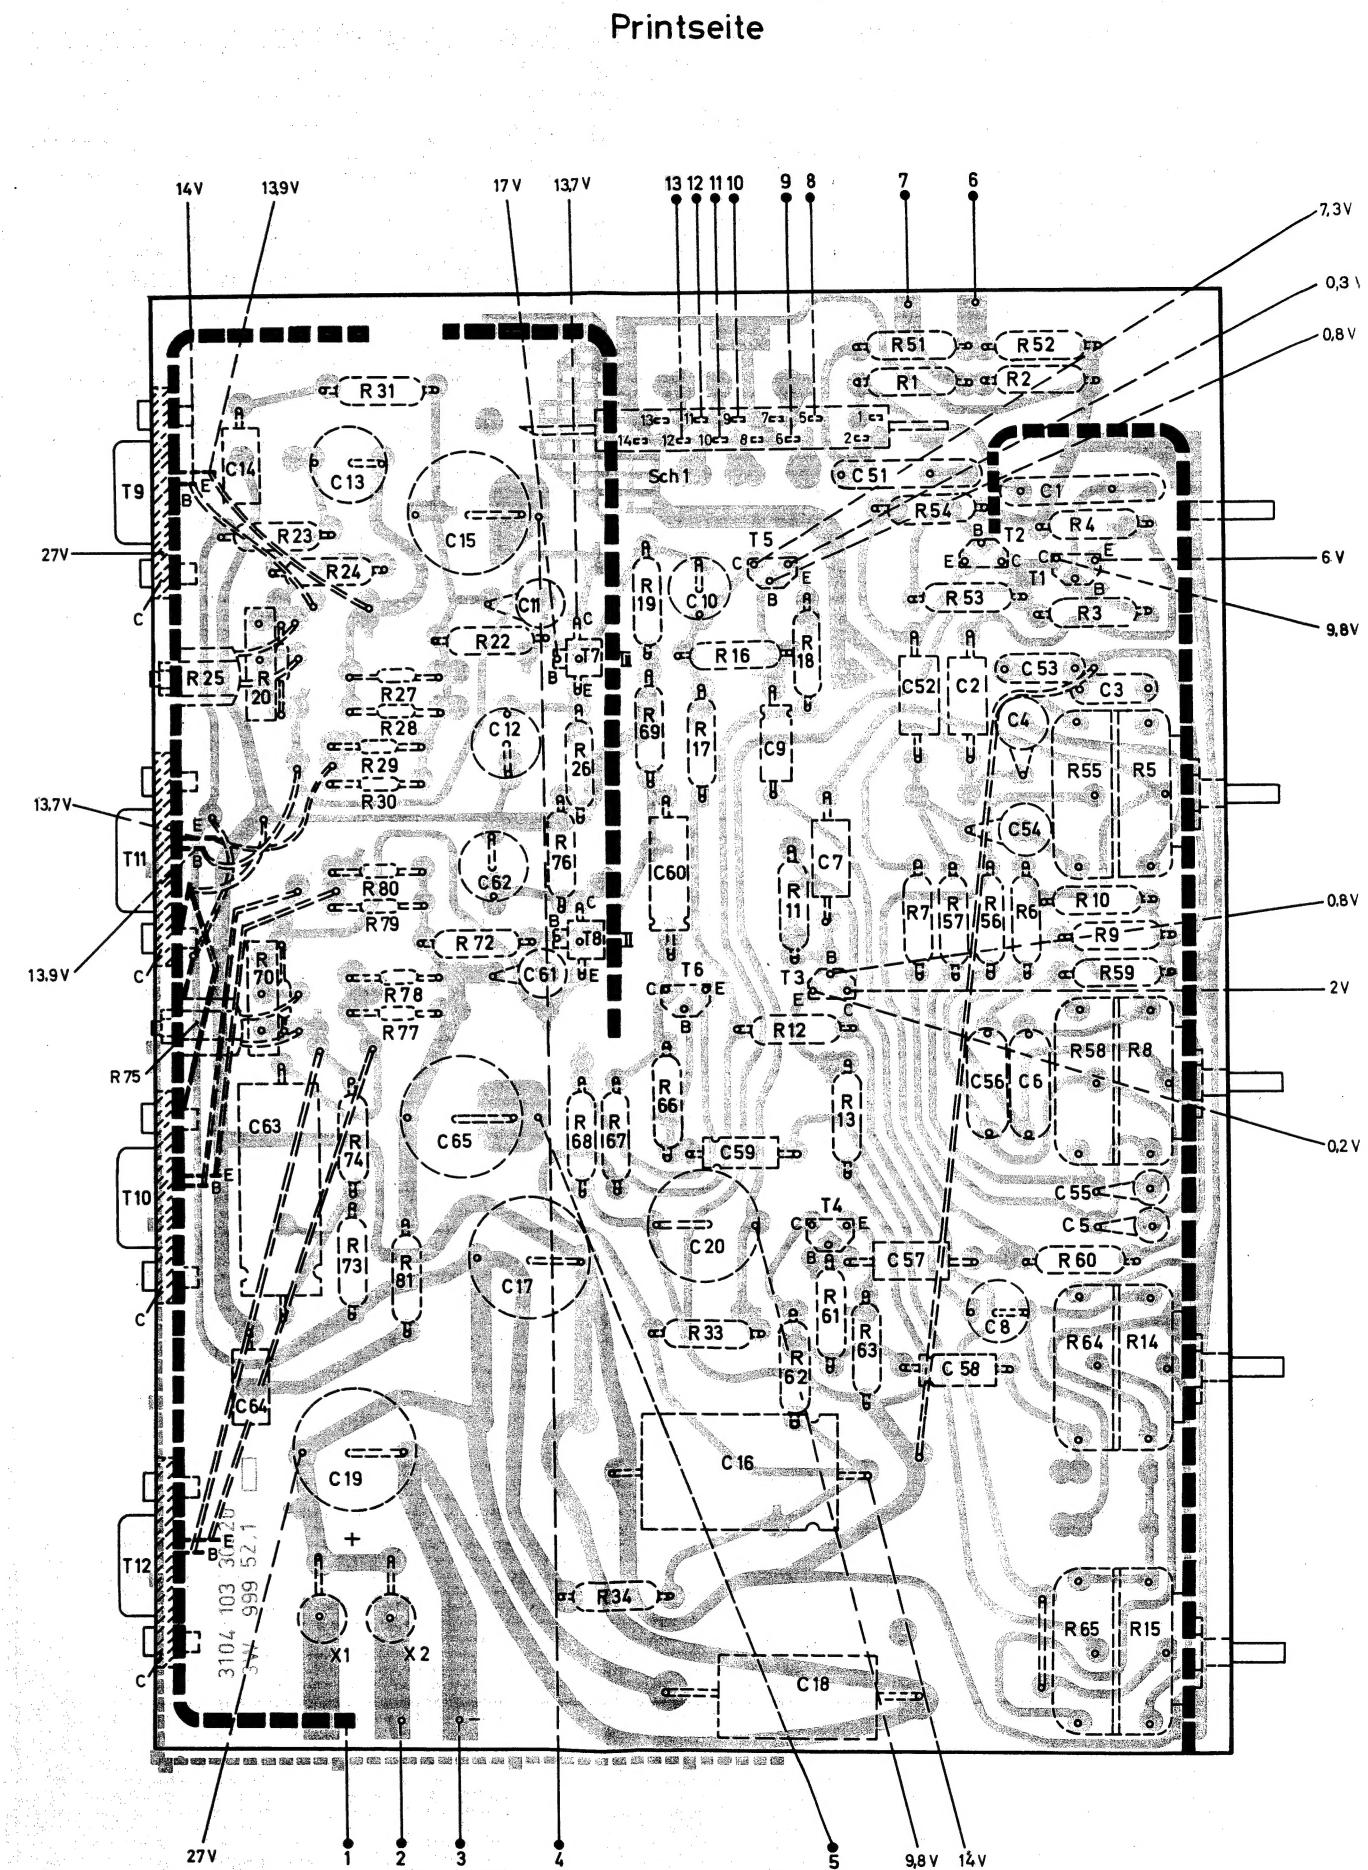 Printseite
14V 13,9V 17V 13,7V 13 12 11 10 9 8 7 6
7,3V
0,3V
0,8V
R31 R51 R52
R1 R2
13 11 9 7 5 1
14 12 10 8 6 2
Sch1
C14 C13 C51 C1
T9 E B
C15 R54 R4
R23 T5 B T2
27V R24 C E B E C C T1 E B 6V
C11 R19 C10 R53 R3
C 9,8V
R22 C T7 II B E R16 R18
R25 R20 C52 C2 C53
R27 C3
R28 C12 R26 R69 R17 C9 C4
R29 R55 R5
R30
13,7V E
T11 B R76 C60 C7 C54
R80 C62 R11
R79 C R7 R57 R56 R6 R10 0,8V
R72 B T8 II E R9
13,9V C R70 C61 T6 C E B T3 B E C R59
R78 2V
R77 R12 R58 R8
R75 C56 C6
C63 R74 C65 R68 R67 R66 R13
C59 0,2V
T10 E B C55
C20 T4 C E B C5
R73 R81 C17 C57 R60
C R33 R61 R63 C8 R64 R14
R62 C58
C64
C19 C16
+
T12 B E
3104 103
999 52.1
R34
X1 X2 R65 R15
C C18
27V 1 2 3 4 5 9,8V 14V